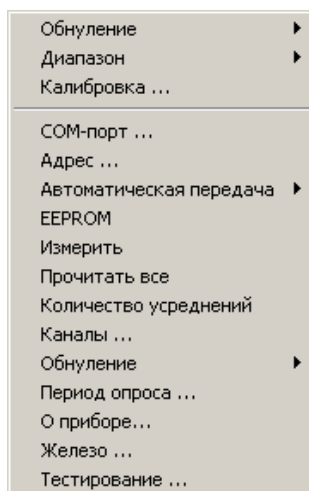 Обнуление
Диапазон
Калибровка ...
COM-порт ...
Адрес ...
Автоматическая передача
EEPROM
Измерить
Прочитать все
Количество усреднений
Каналы ...
Обнуление
Период опроса ...
О приборе...
Железо ...
Тестирование ...